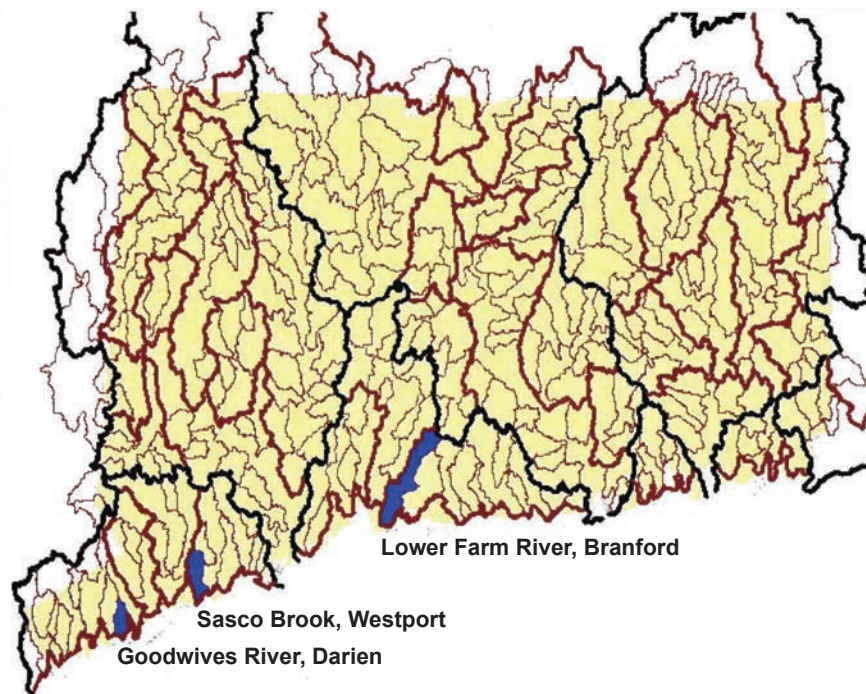 Lower Farm River, Branford
Sasco Brook, Westport
Goodwives River, Darien